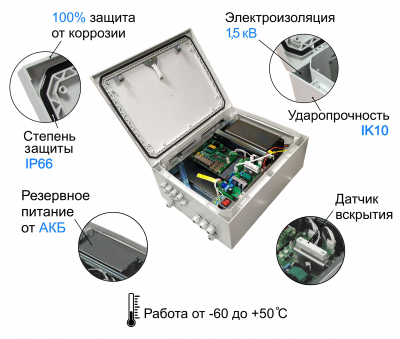 100% защита
от коррозии
Электроизоляция
1,5 кВ
Степень
защиты
IP66
Ударопрочность
IK10
Резервное
питание
от АКБ
Датчик
вскрытия
Работа от -60 до +50℃